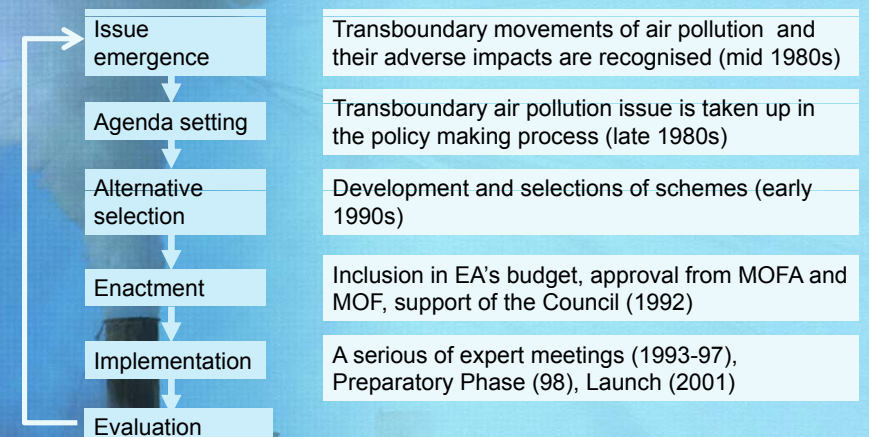 Issue
emergence
Transboundary movements of air pollution and
their adverse impacts are recognised (mid 1980s)
Agenda setting
Transboundary air pollution issue is taken up in
the policy making process (late 1980s)
Alternative
selection
Development and selections of schemes (early
1990s)
Enactment
Inclusion in EA's budget, approval from MOFA and
MOF, support of the Council (1992)
Implementation
A serious of expert meetings (1993-97),
Preparatory Phase (98), Launch (2001)
Evaluation